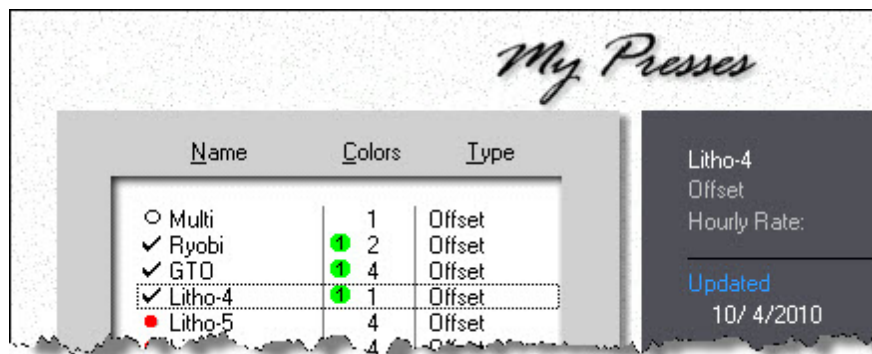 My Presses
Name Colors Type
Multi 1 Offset
Ryobi 1 2 Offset
GTO 1 4 Offset
Litho-4 1 1 Offset
Litho-5 4 Offset
4
Litho-4
Offset
Hourly Rate:
Updated
10/ 4/2010